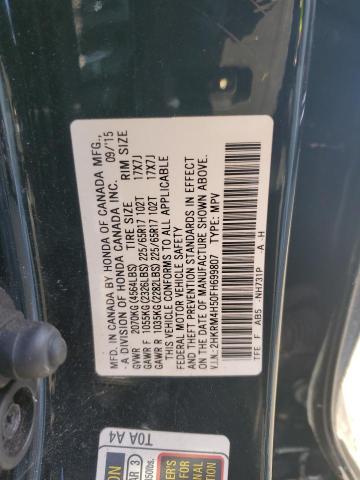 MFD. IN CANADA BY HONDA OF CANADA MFG.,
A DIVISION OF HONDA CANADA INC. 09/'15
GVWR 2070KG(4564LBS) TIRE SIZE RIM SIZE
GAWR F 1055KG(2326LBS) 225/65R17 102T 17X7J
GAWR R 1035KG(2282LBS) 225/65R17 102T 17X7J
THIS VEHICLE CONFORMS TO ALL APPLICABLE
FEDERAL MOTOR VEHICLE SAFETY
AND THEFT PREVENTION STANDARDS IN EFFECT
ON THE DATE OF MANUFACTURE SHOWN ABOVE.
V.I.N.: 2HKRM4H50FH699807 TYPE: MPV
TFE F AB5 -NH731P -A -H
TOA A4